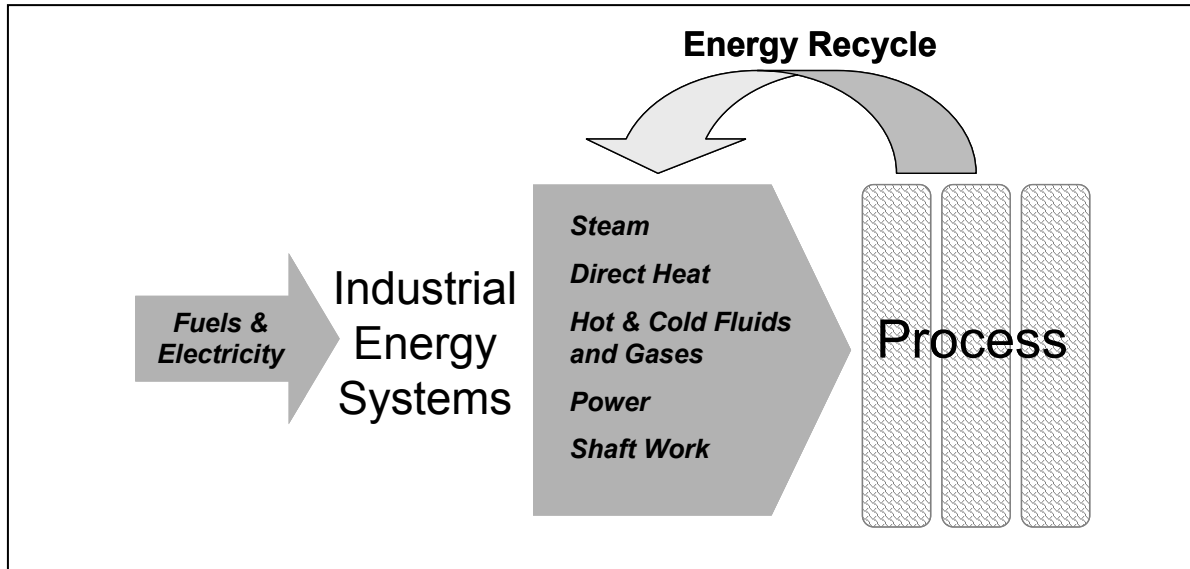 Energy Recycle
Fuels &
Electricity
Industrial
Energy
Systems
Steam
Direct Heat
Hot & Cold Fluids
and Gases
Power
Shaft Work
Process